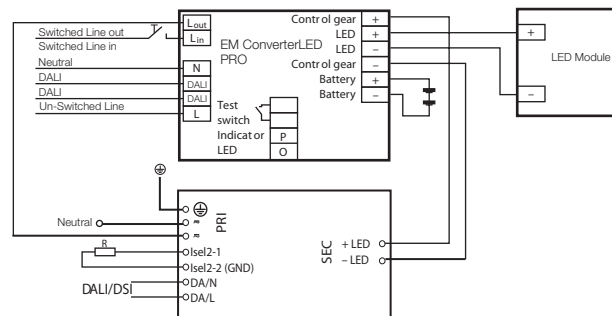 Switched Line out
Switched Line in
Neutral
DALI
DALI
Un-Switched Line
Lout
Lin
N
DALI
DALI
L
EM ConverterLED
PRO
Test
switch
Indicator
LED
P
O
Control gear +
LED +
LED –
Control gear –
Battery +
Battery –
+
–
LED Module
Neutral
R
DALI/DSI
PRI
Isel2-1
Isel2-2 (GND)
DA/N
DA/L
SEC
+ LED
– LED